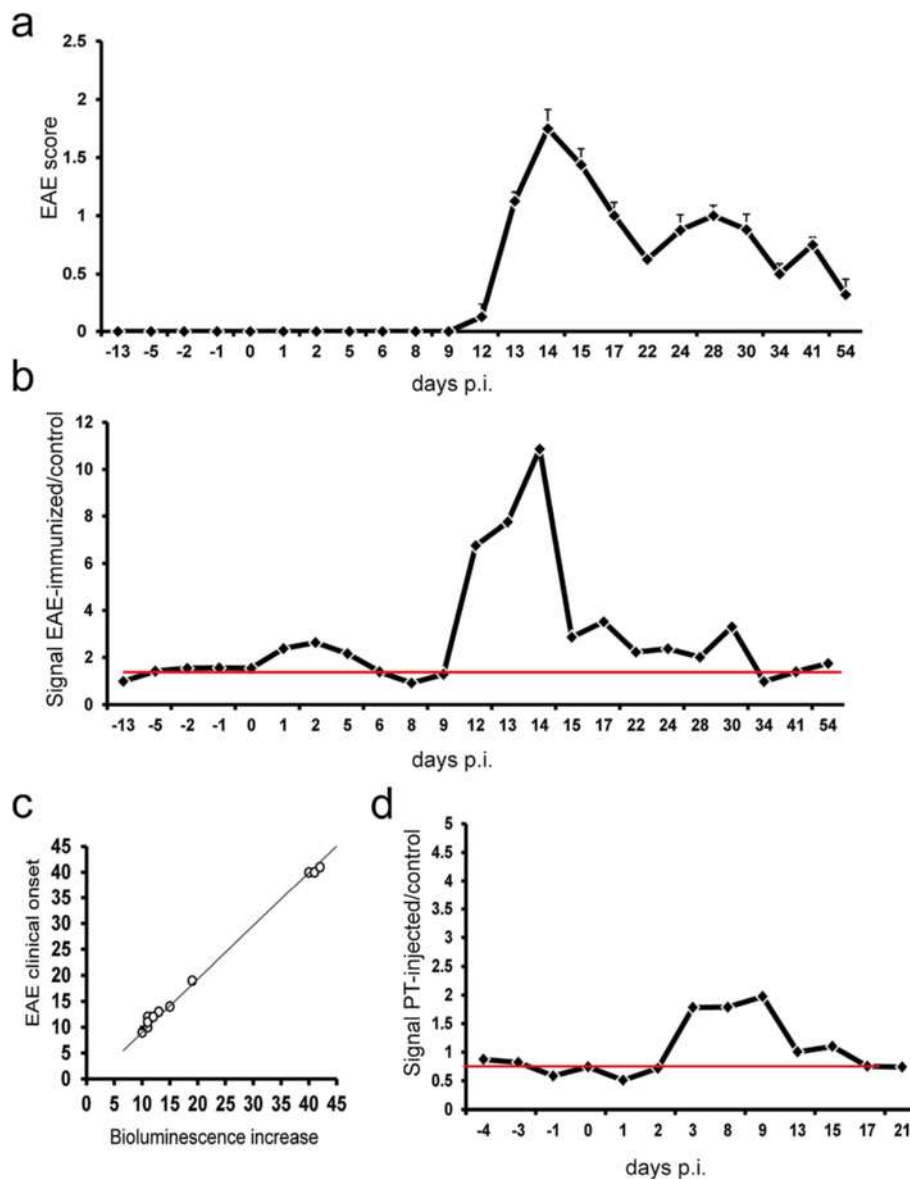 a
2.5
2
1.5
1
0.5
0
EAE score
-13 -5 -2 -1 0 1 2 5 6 8 9 12 13 14 15 17 22 24 28 30 34 41 54
days p.i.
b
12
10
8
6
4
2
0
Signal EAE-immunized/control
-13 -5 -2 -1 0 1 2 5 6 8 9 12 13 14 15 17 22 24 28 30 34 41 54
days p.i.
c
45
40
35
30
25
20
15
10
5
0
EAE clinical onset
0 5 10 15 20 25 30 35 40 45
Bioluminescence increase
d
5
4.5
4
3.5
3
2.5
2
1.5
1
0.5
0
Signal PT-injected/control
-4 -3 -1 0 1 2 3 8 9 13 15 17 21
days p.i.